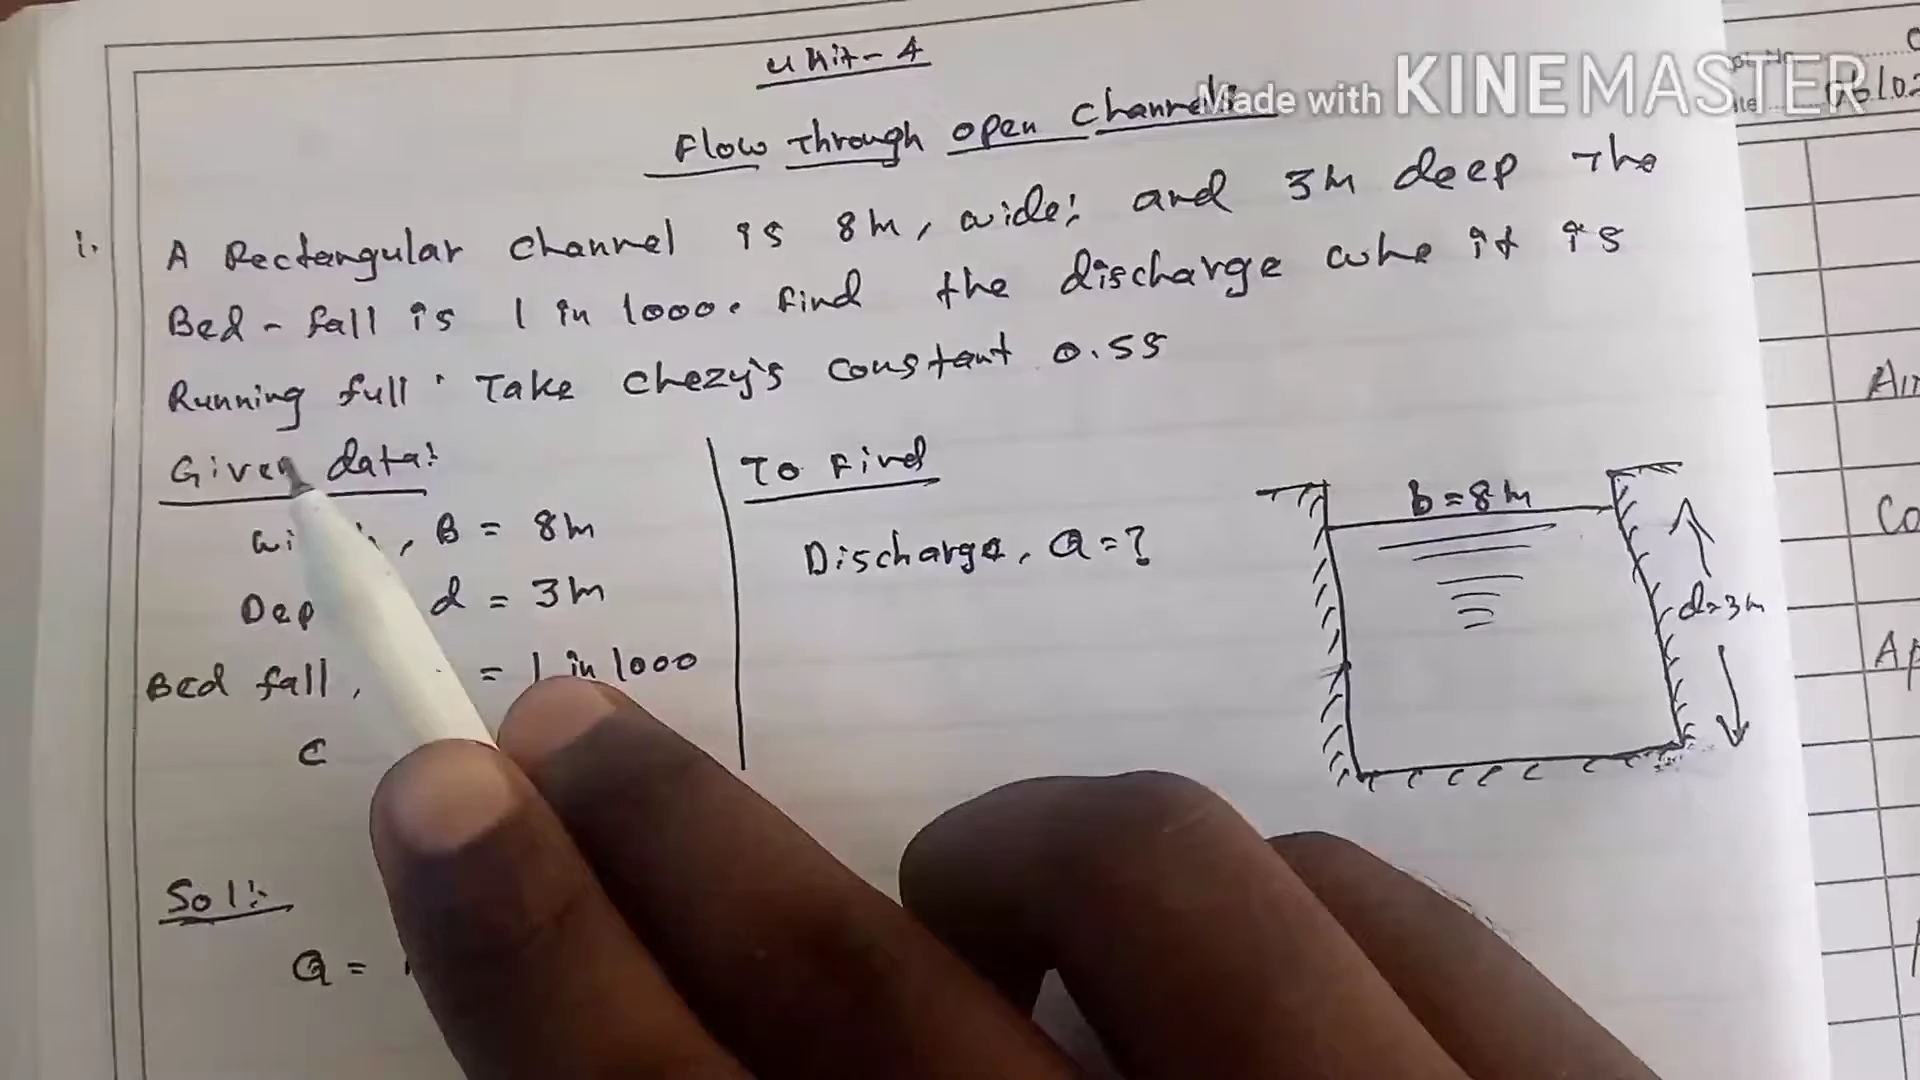 Unit-4
Made with KINEMASTER
Flow Through open Channels
1. A Rectangular channel is 8m, wide; and 3m deep The
Bed-fall is 1 in 1000. find the discharge whe it is
Running full. Take chezy's constant 0.55
Given data:
To Find
B = 8m
d = 3m
Bed fall, = 1 in 1000
C
Discharge, Q = ?
b = 8m
d=3m
Sol:-
Q =